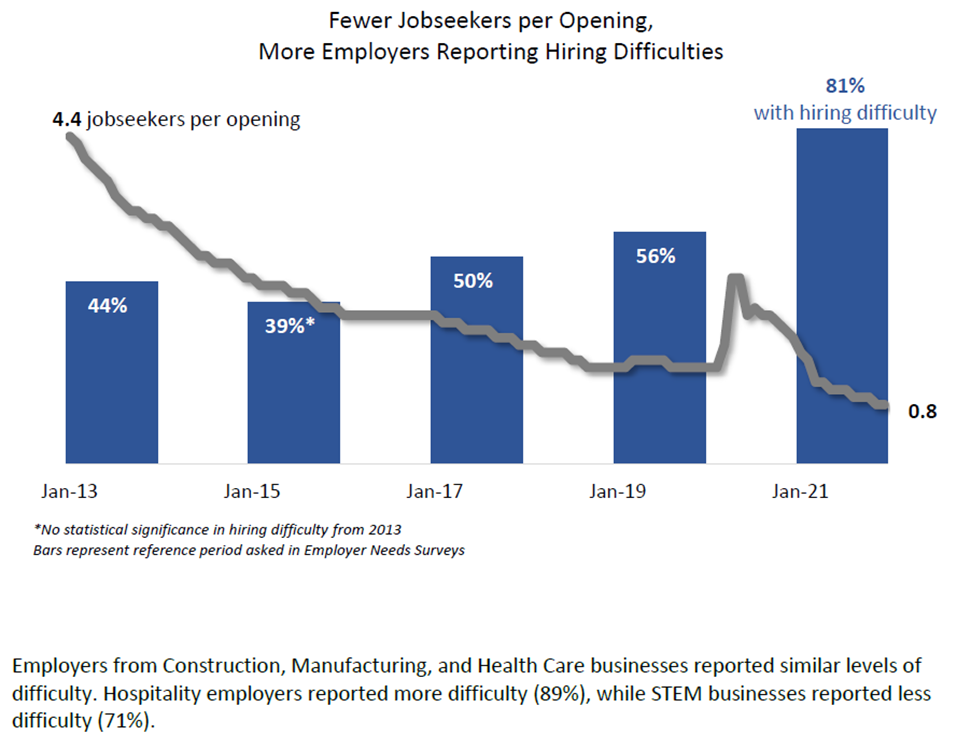 Fewer Jobseekers per Opening,
More Employers Reporting Hiring Difficulties
81%
with hiring difficulty
4.4 jobseekers per opening
56%
50%
44%
39%*
0.8
Jan-13 Jan-15 Jan-17 Jan-19 Jan-21
*No statistical significance in hiring difficulty from 2013
Bars represent reference period asked in Employer Needs Surveys
Employers from Construction, Manufacturing, and Health Care businesses reported similar levels of
difficulty. Hospitality employers reported more difficulty (89%), while STEM businesses reported less
difficulty (71%).